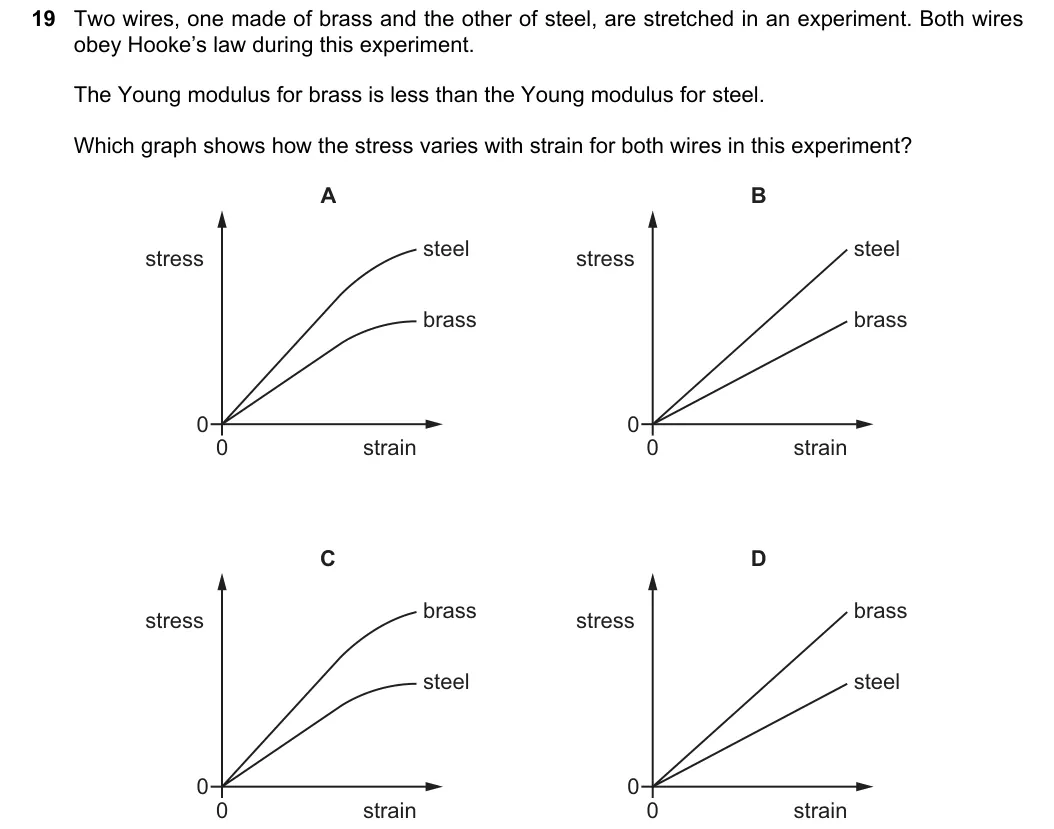 19 Two wires, one made of brass and the other of steel, are stretched in an experiment. Both wires
obey Hooke’s law during this experiment.
The Young modulus for brass is less than the Young modulus for steel.
Which graph shows how the stress varies with strain for both wires in this experiment?
A
stress
steel
brass
0
0
strain
B
stress
steel
brass
0
0
strain
C
stress
brass
steel
0
0
strain
D
stress
brass
steel
0
0
strain